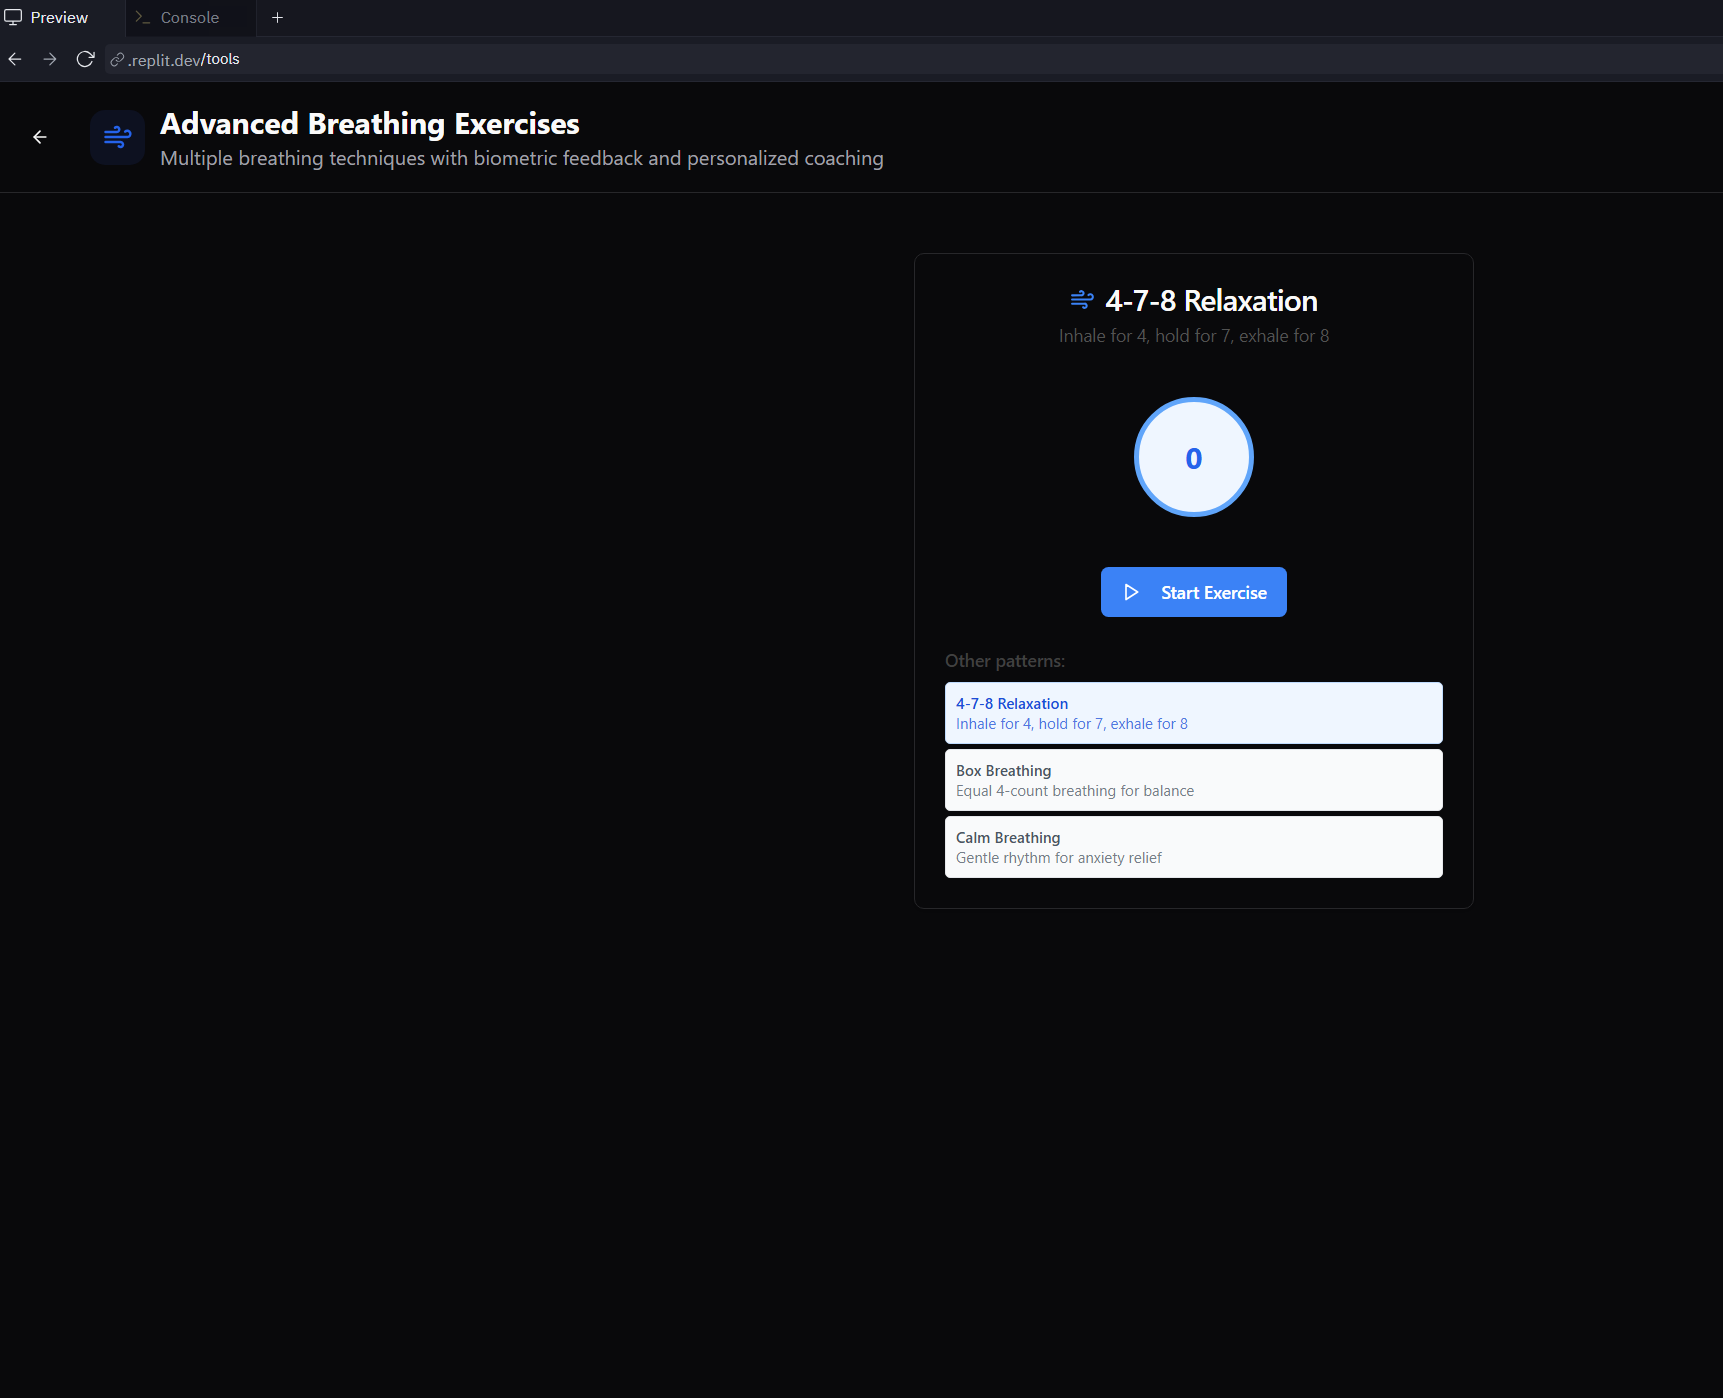 Preview
Console
.replit.dev/tools
Advanced Breathing Exercises
Multiple breathing techniques with biometric feedback and personalized coaching
4-7-8 Relaxation
Inhale for 4, hold for 7, exhale for 8
0
Start Exercise
Other patterns:
4-7-8 Relaxation
Inhale for 4, hold for 7, exhale for 8
Box Breathing
Equal 4-count breathing for balance
Calm Breathing
Gentle rhythm for anxiety relief